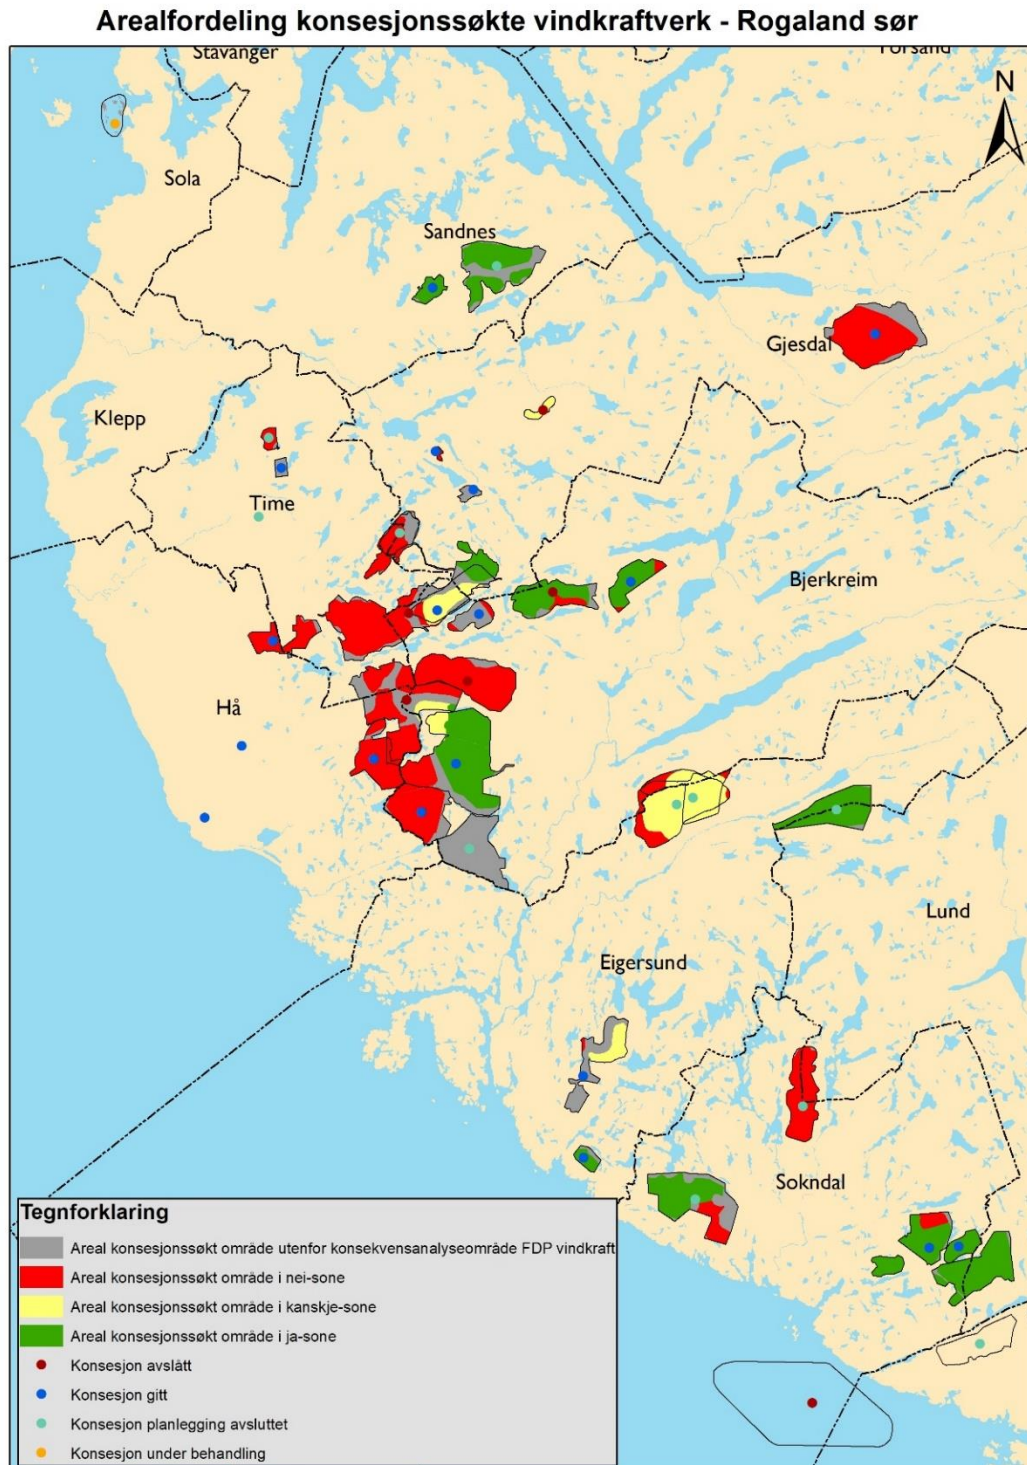 Arealfordeling konsesjonssøkte vindkraftverk - Rogaland sør
Stavanger
Forsand
N
Sola
Sandnes
Gjesdal
Klepp
Time
Bjerkreim
Hå
Lund
Eigersund
Sokndal
Tegnforklaring
Areal konsesjonssøkt område utenfor konsekvensanalyseområde FDP vindkraft
Areal konsesjonssøkt område i nei-sone
Areal konsesjonssøkt område i kanskje-sone
Areal konsesjonssøkt område i ja-sone
Konsesjon avslått
Konsesjon gitt
Konsesjon planlegging avsluttet
Konsesjon under behandling